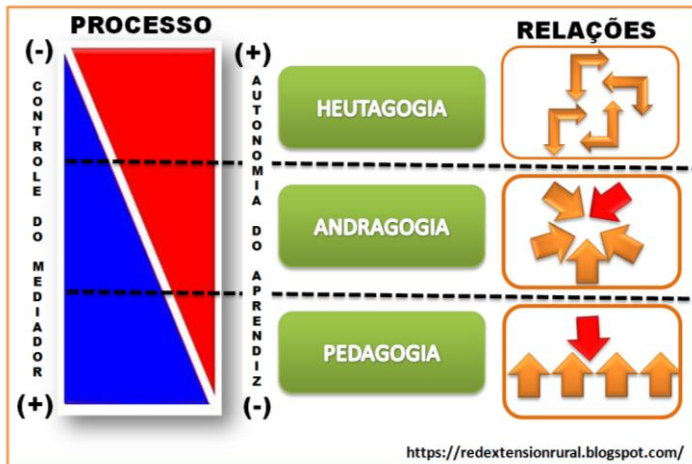 PROCESSO
RELAÇÕES
(-)
(+)
CONTROLE DO MEDIADOR
AUTONOMIA DO APRENDIZ
HEUTAGOGIA
ANDRAGOGIA
PEDAGOGIA
(+)
(-)
https://redextensionrural.blogspot.com/